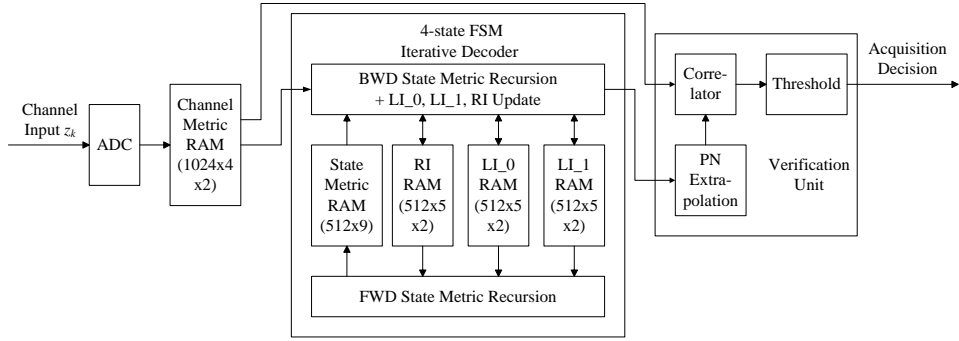 4-state FSM
Iterative Decoder
BWD State Metric Recursion
+ LI_0, LI_1, RI Update
Channel
Input z_k
ADC
Channel
Metric
RAM
(1024x4
x2)
State
Metric
RAM
(512x9)
RI
RAM
(512x5
x2)
LI_0
RAM
(512x5
x2)
LI_1
RAM
(512x5
x2)
FWD State Metric Recursion
Corre-
lator
Threshold
PN
Extra-
polation
Verification
Unit
Acquisition
Decision